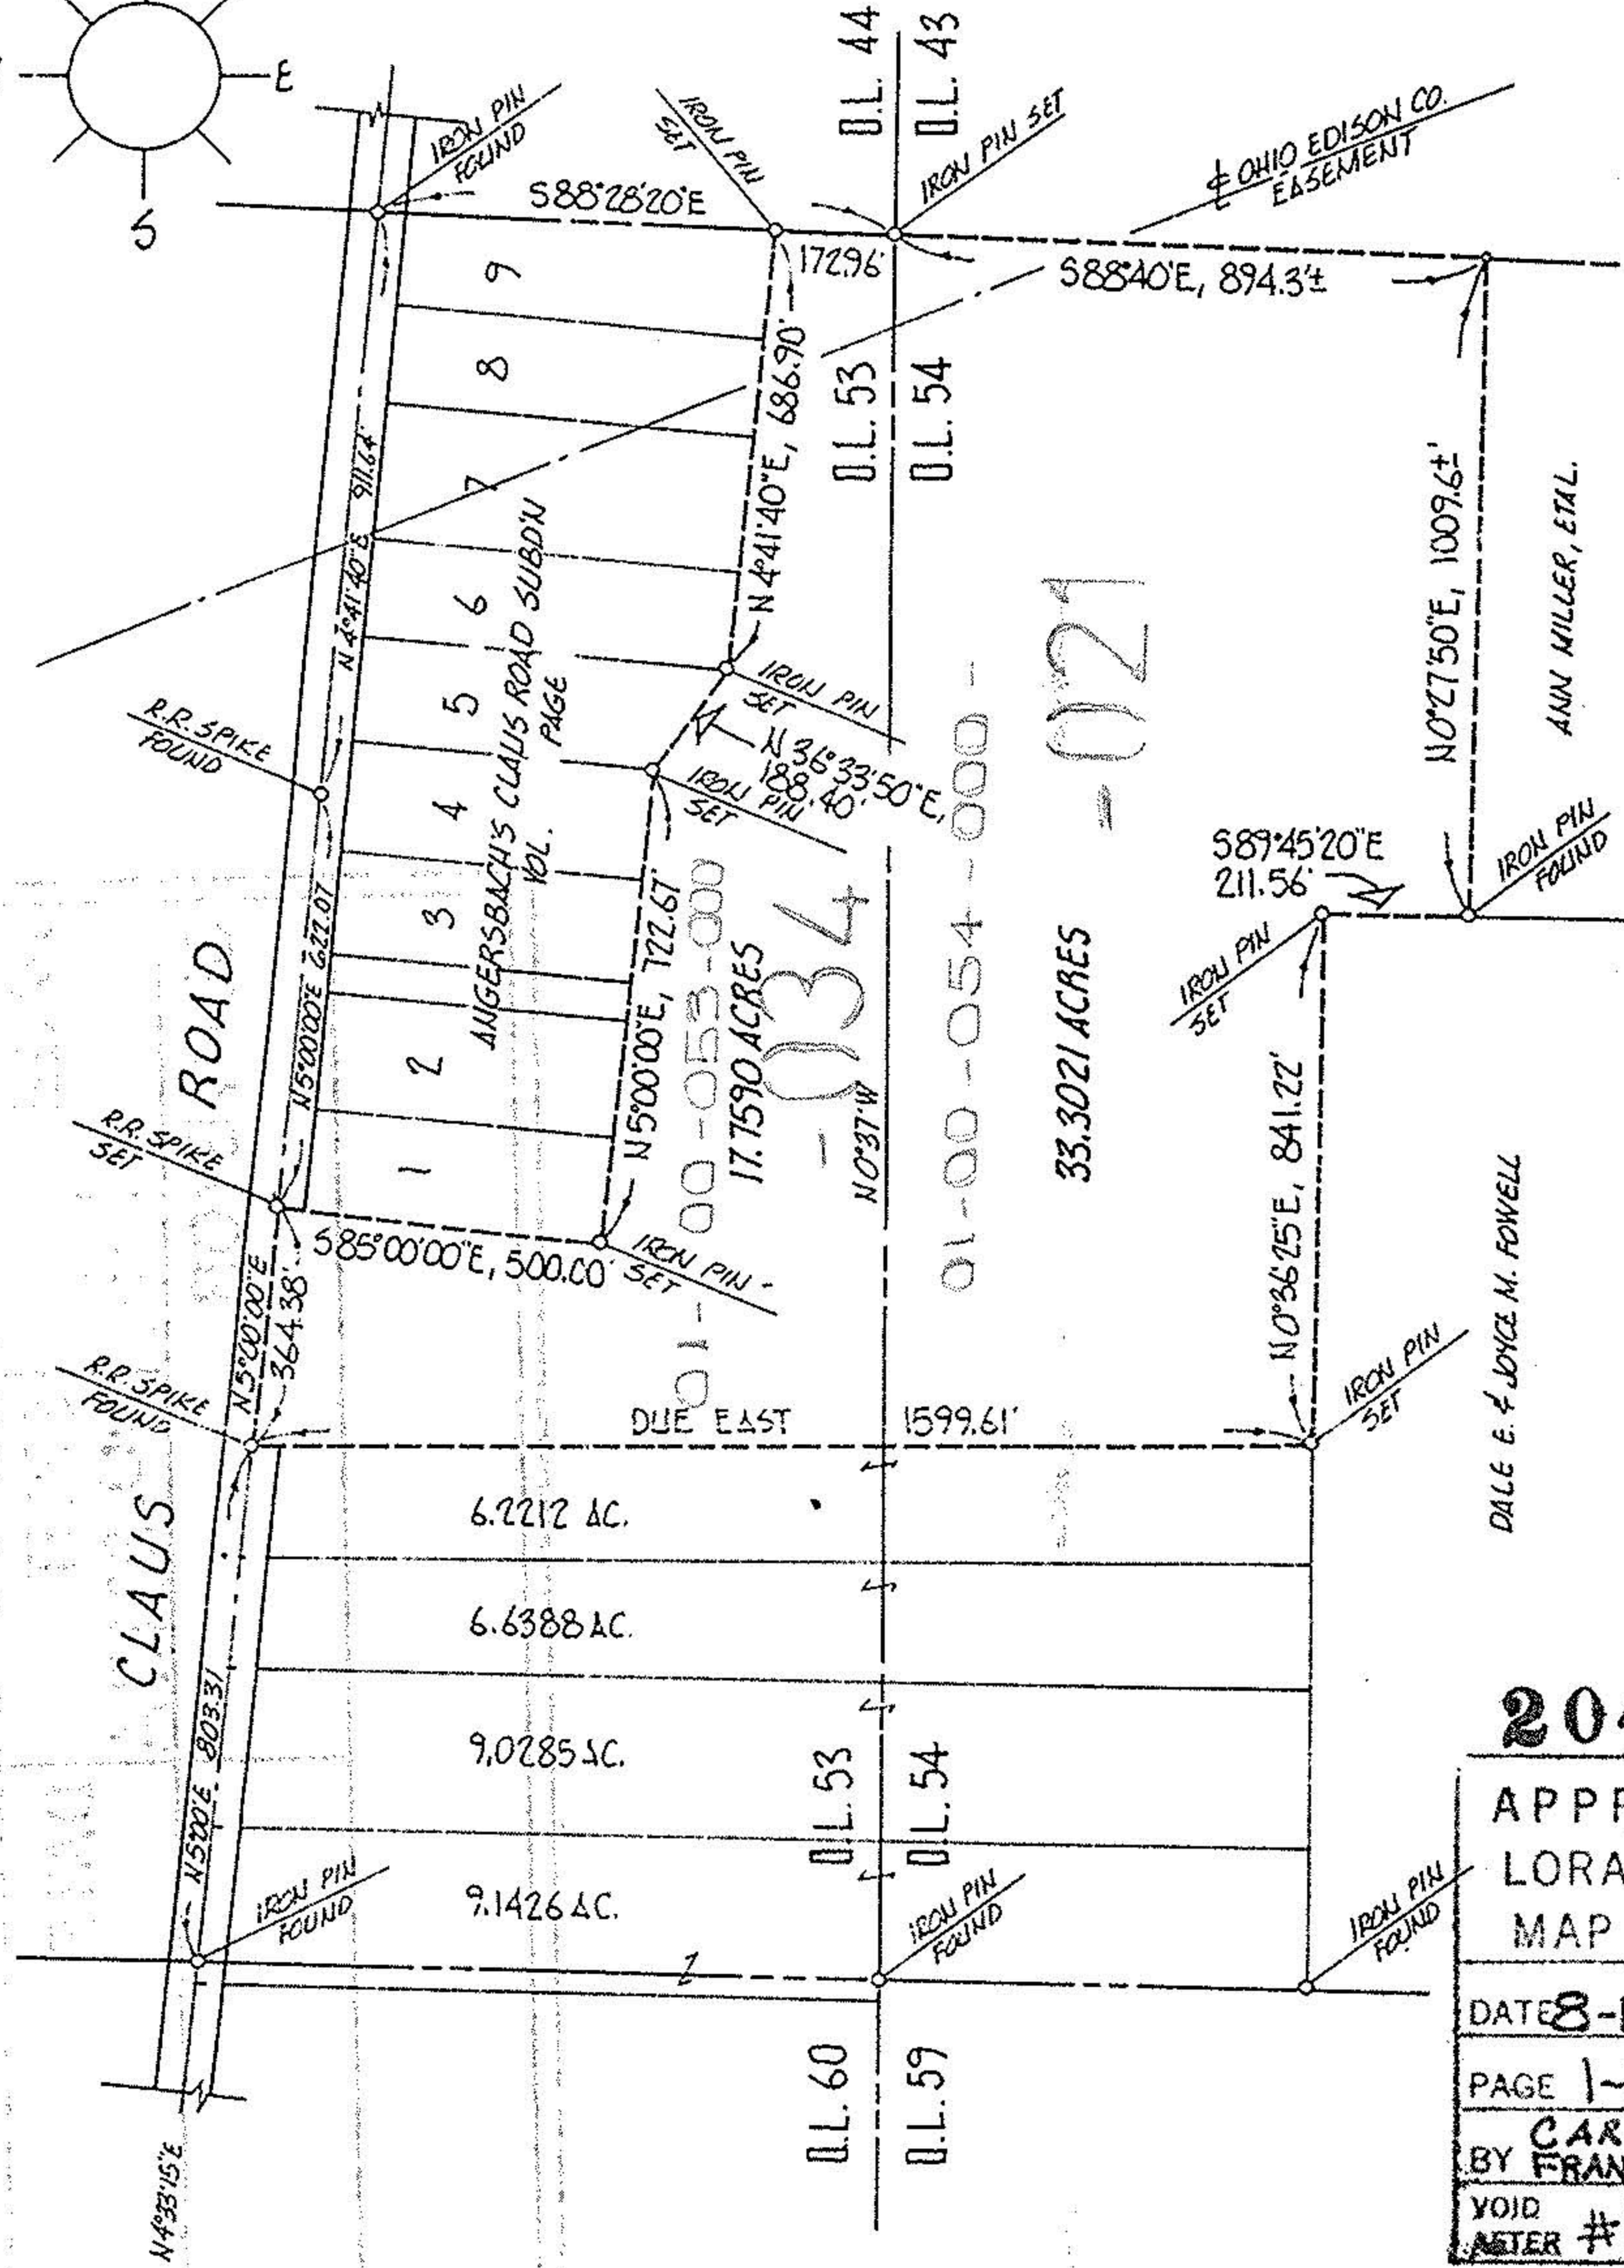 E
S
IRON PIN
FOUND
IRON PIN
SET
O.L. 44
O.L. 43
IRON PIN SET
℄ OHIO EDISON CO.
EASEMENT
S88°28'20"E
172.96'
S88°40'E, 894.3'±
9
8
7
6
5
4
3
2
1
N4°41'40"E 911.64'
N4°41'40"E, 686.90'
O.L. 53
O.L. 54
ANGERSBACH'S CLAUS ROAD SUBD'N
VOL. PAGE
R.R. SPIKE
FOUND
IRON PIN
SET
N36°33'50"E,
188.40'
IRON PIN
SET
N0°27'50"E, 1009.6±'
ANN MILLER, ETAL.
S89°45'20"E
211.56'
IRON PIN
FOUND
IRON PIN
SET
N5°00'00"E 622.07'
N5°00'00"E, 722.67'
01-00-053-000
-034
17.7590 ACRES
N0°37'W
01-00-054-000-
-021
33.3021 ACRES
CLAUS ROAD
R.R. SPIKE
SET
S85°00'00"E, 500.00'
IRON PIN
SET
N5°00'00"E
364.38'
R.R. SPIKE
FOUND
DUE EAST 1599.61'
N0°36'25"E, 841.22'
IRON PIN
SET
DALE E. & JOYCE M. FOWELL
6.2212 AC.
6.6388 AC.
9.0285 AC.
9.1426 AC.
N5°00'E 803.31
O.L. 53
O.L. 54
IRON PIN
FOUND
IRON PIN
FOUND
IRON PIN
FOUND
O.L. 60
O.L. 59
N4°33'15"E
APPR
LORA
MAP
DATE 8-
PAGE 1-
BY CAR
FRAN
VOID
AFTER #